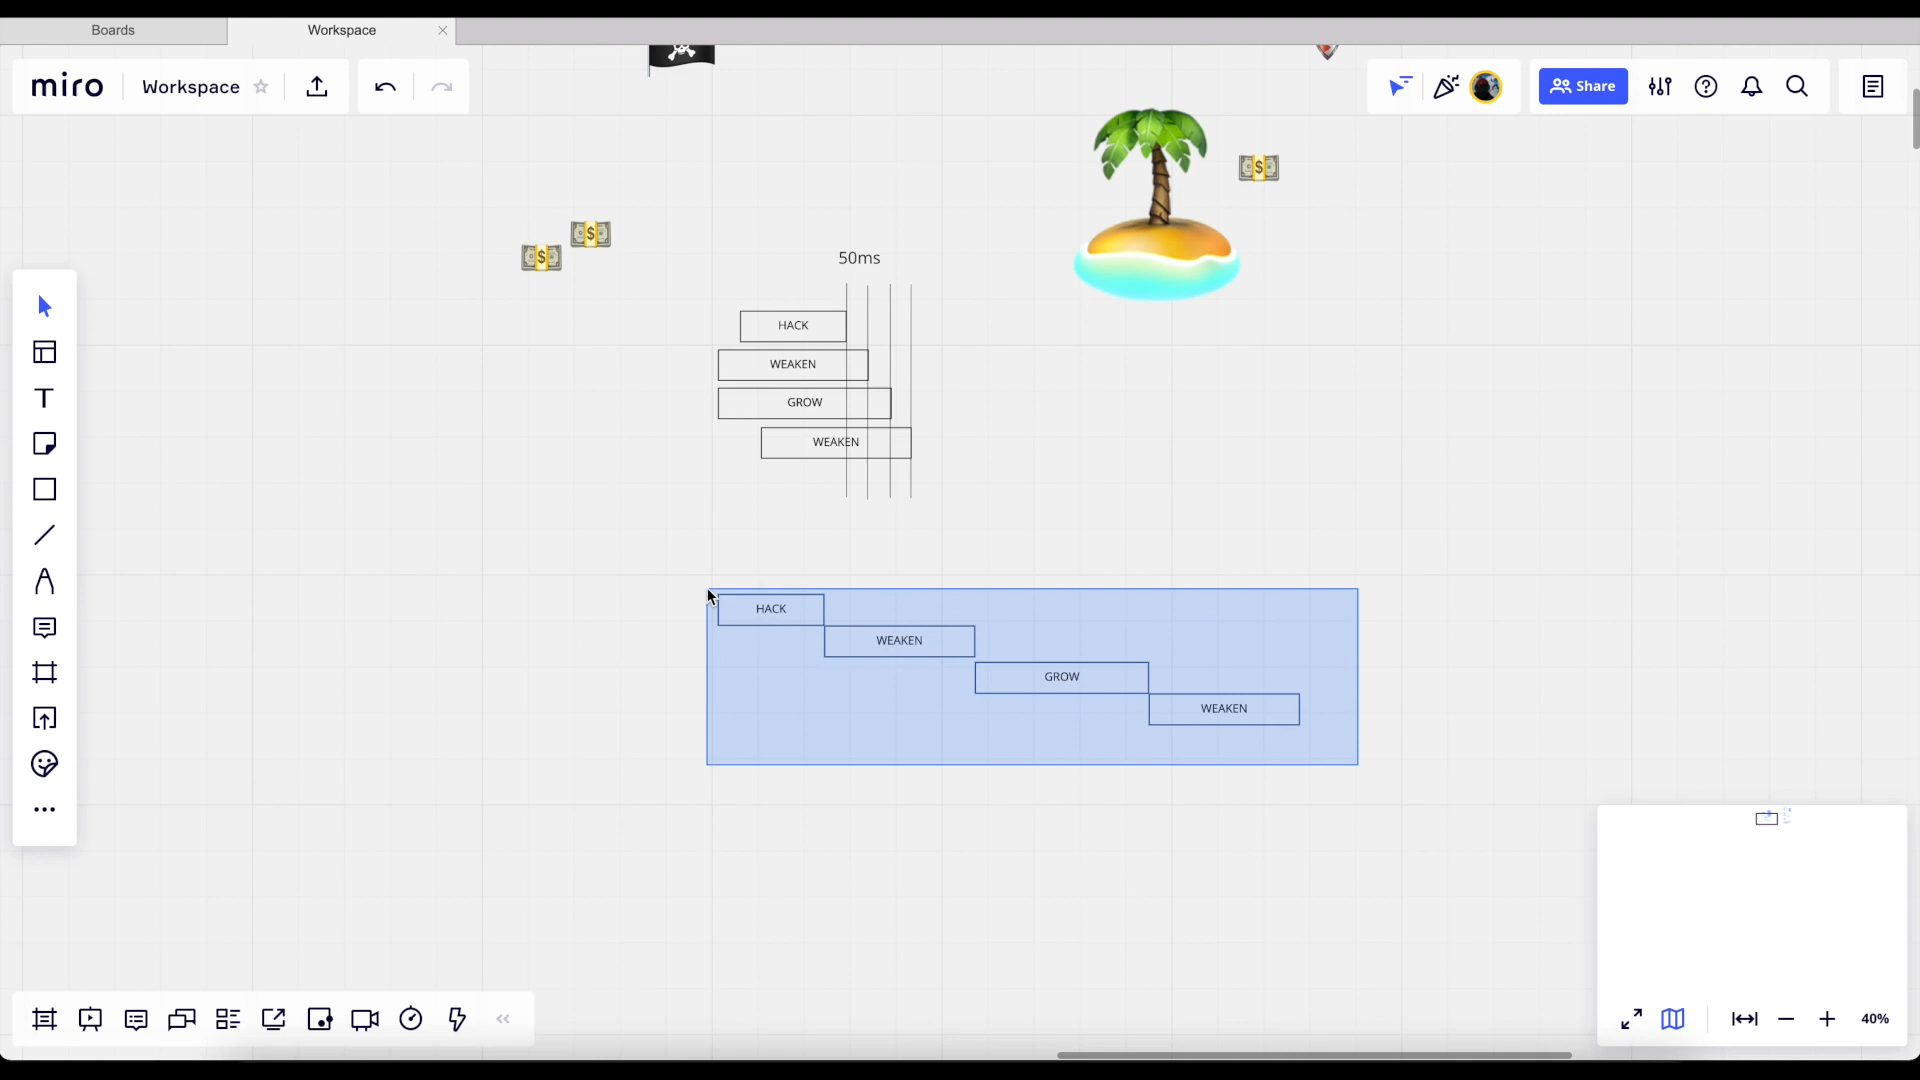 Boards
Workspace
miro
Workspace
Share
50ms
HACK
WEAKEN
GROW
WEAKEN
HACK
WEAKEN
GROW
WEAKEN
40%